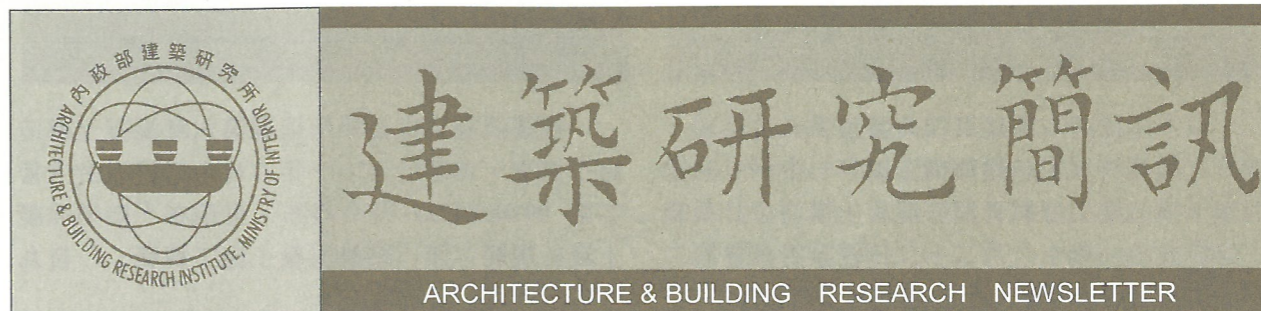 內政部建築研究所
ARCHITECTURE & BUILDING RESEARCH INSTITUTE, MINISTRY OF INTERIOR
建築研究簡訊
ARCHITECTURE & BUILDING RESEARCH NEWSLETTER